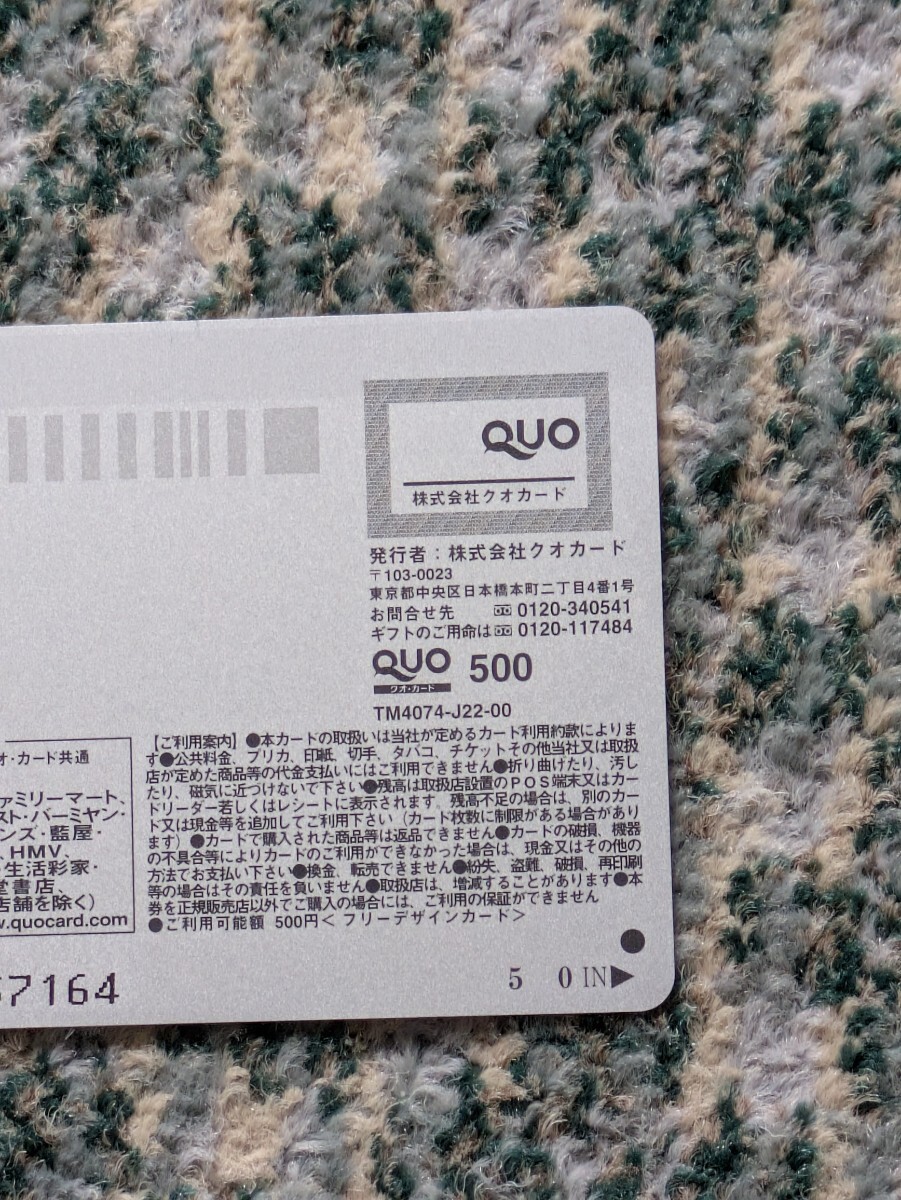 QUO
株式会社クオカード
発行者:株式会社クオカード
〒103-0023
東京都中央区日本橋本町二丁目4番1号
お問合せ先 0120-340541
ギフトのご用命は 0120-117484
QUO 500
クオ・カード
TM4074-J22-00
【ご利用案内】●本カードの取扱いは当社が定めるカード利用約款によりま
す●公共料金、プリカ、印紙、切手、タバコ、チケットその他当社又は取扱
店が定めた商品等の代金支払いにはご利用できません●折り曲げたり、汚し
たり、磁気に近づけないで下さい●残高は取扱店設置のPOS端末又はカー
ドリーダー若しくはレシートに表示されます。残高不足の場合は、別のカー
ド又は現金等を追加してご利用下さい(カード枚数に制限がある場合があり
ます)●カードで購入された商品等は返品できません●カードの破損、機器
の不具合等によりカードのご利用ができなかった場合は、現金又はその他の
方法でお支払い下さい●換金、転売できません●紛失、盗難、破損、再印刷
等の場合はその責任を負いません●取扱店は、増減することがあります●本
券を正規販売店以外でご購入の場合には、ご利用の保証ができません
●ご利用可能額 500円<フリーデザインカード>
オ・カード共通
ァミリーマート、
スト・バーミヤン・
ンズ・藍屋・
、HMV、
・生活彩家・
堂書店、
店舗を除く)
w.quocard.com
7164
5 0 IN▶